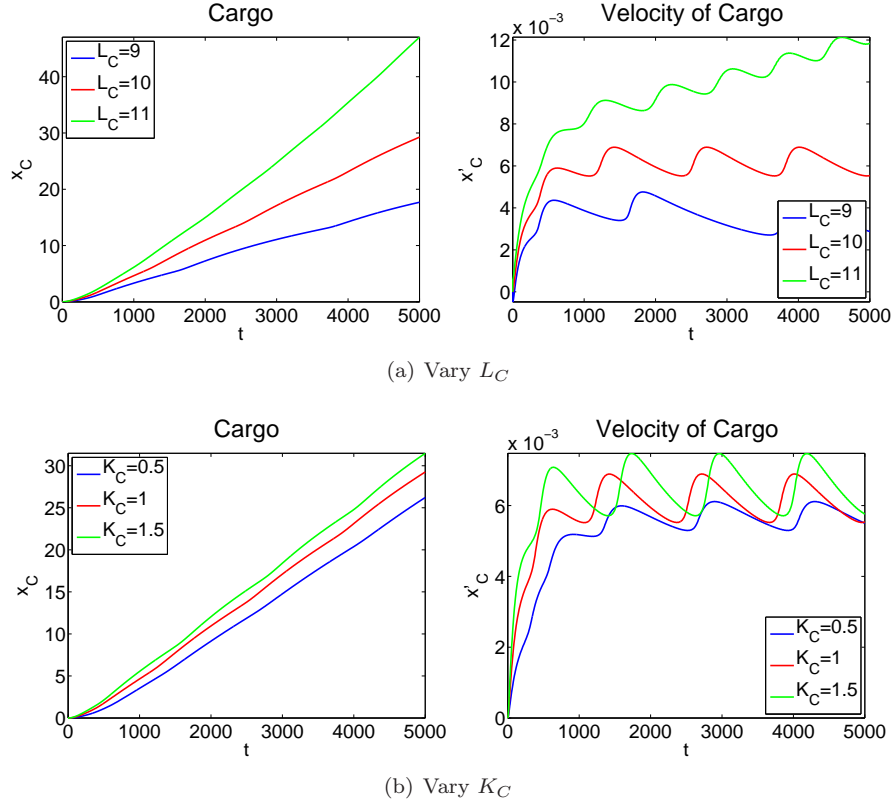 Cargo
x_C
40
30
20
10
0
0 1000 2000 3000 4000 5000
t
L_C=9
L_C=10
L_C=11
Velocity of Cargo
x 10^-3
x'_C
12
10
8
6
4
2
0
0 1000 2000 3000 4000 5000
t
L_C=9
L_C=10
L_C=11
(a) Vary L_C
Cargo
x_C
30
25
20
15
10
5
0
0 1000 2000 3000 4000 5000
t
K_C=0.5
K_C=1
K_C=1.5
Velocity of Cargo
x 10^-3
x'_C
6
4
2
0
0 1000 2000 3000 4000 5000
t
K_C=0.5
K_C=1
K_C=1.5
(b) Vary K_C